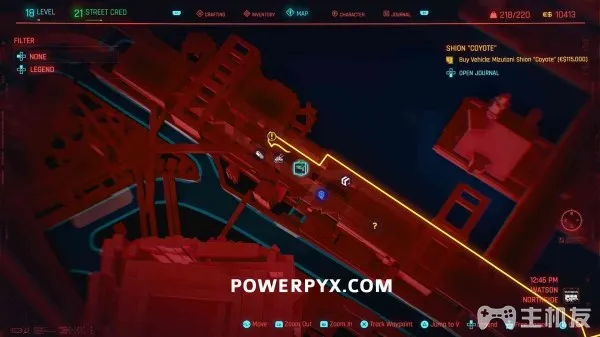 18 LEVEL
21 STREET CRED
CRAFTING
INVENTORY
MAP
CHARACTER
JOURNAL
218/220
€$ 10413
FILTER
NONE
LEGEND
SHION "COYOTE"
Buy Vehicle: Mizutani Shion "Coyote" (€$115,000)
OPEN JOURNAL
?
POWERPYX.COM
12:45 PM
WATSON
NORTHSIDE
Move
Zoom Out
Zoom In
Track Waypoint
Jump to V
主机友